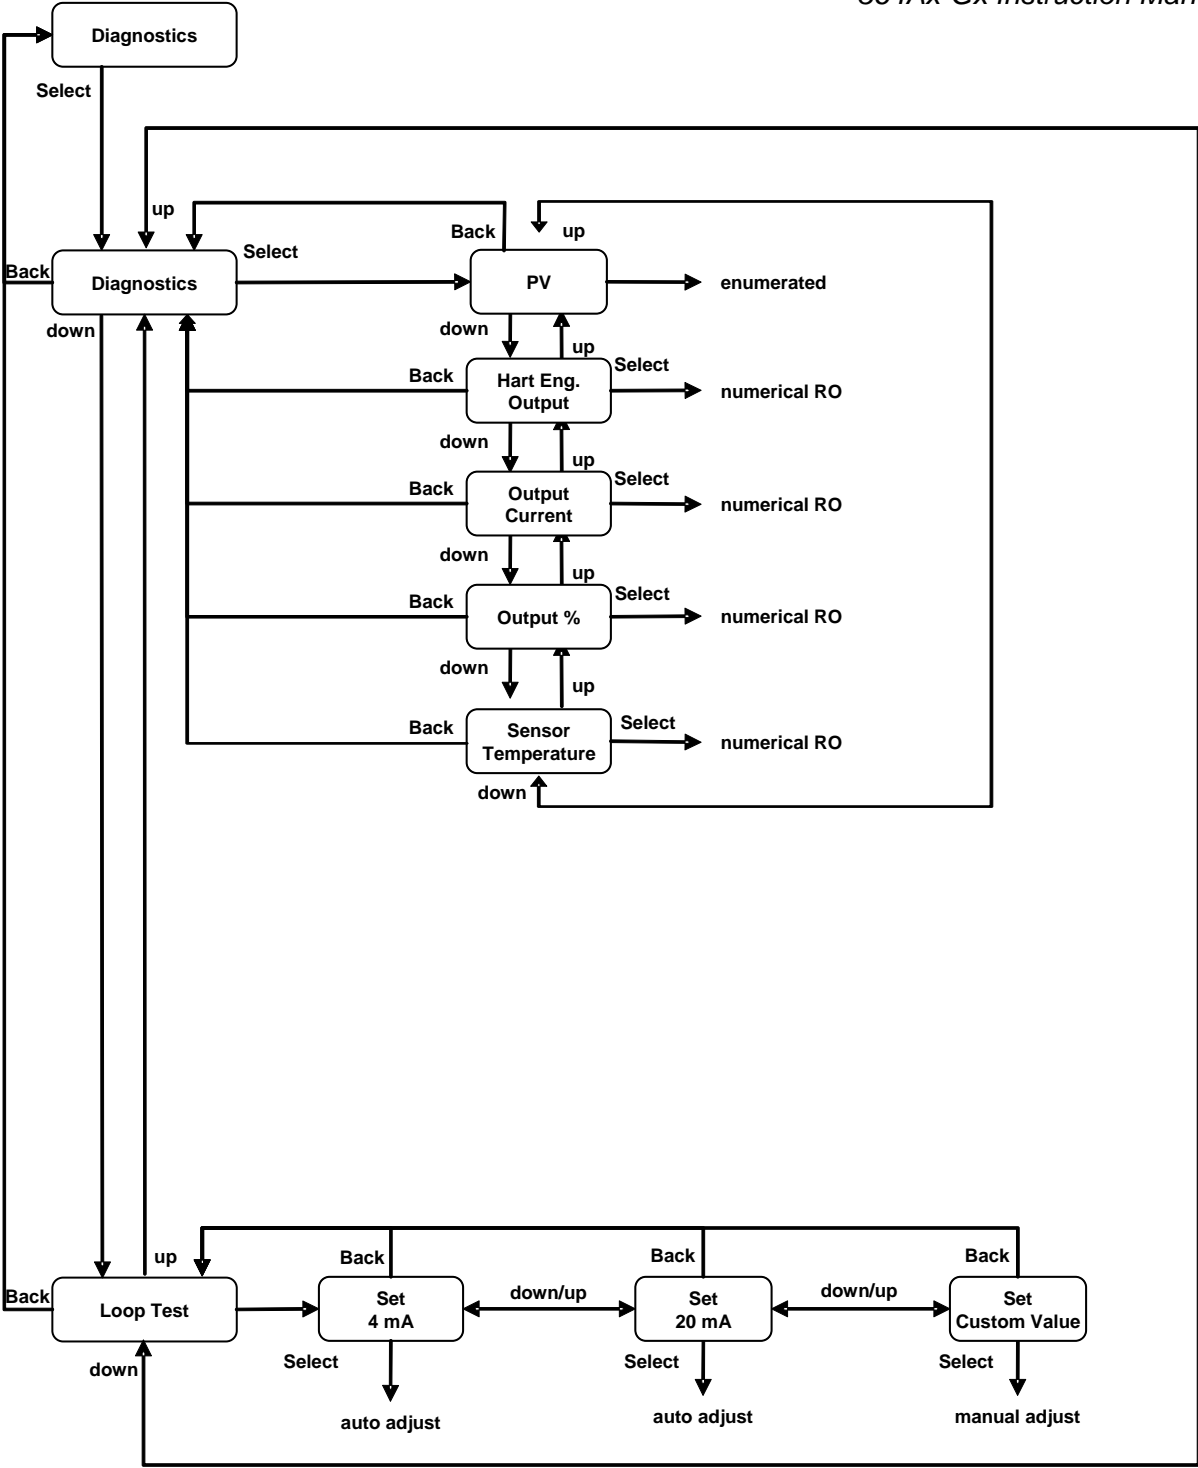 Diagnostics
Select
up
Back
up
Select
Back
Diagnostics
PV
enumerated
down
down
up
Select
Back
Hart Eng.
Output
numerical RO
down
up
Select
Back
Output
Current
numerical RO
down
up
Select
Back
Output %
numerical RO
down
up
Select
Back
Sensor
Temperature
numerical RO
down
up
Back
Back
Back
Back
Loop Test
Set
4 mA
down/up
Set
20 mA
down/up
Set
Custom Value
down
Select
Select
Select
auto adjust
auto adjust
manual adjust